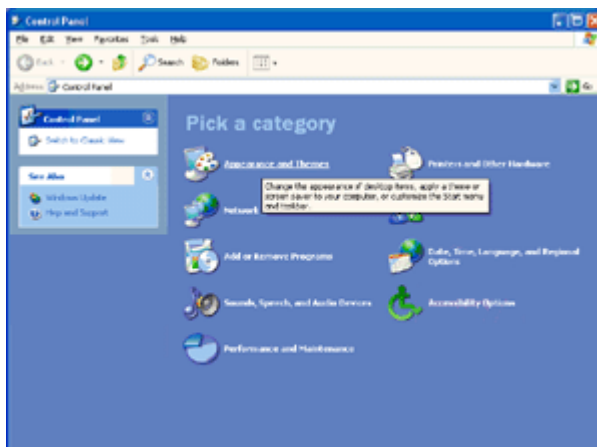 Control Panel
File Edit View Favorites Tools Help
Back Search Folders
Address Control Panel Go
Control Panel
Switch to Classic View
See Also
Windows Update
Help and Support
Pick a category
Appearance and Themes
Printers and Other Hardware
Change the appearance of desktop items, apply a theme or
screen saver to your computer, or customize the Start menu
and taskbar.
Network
Add or Remove Programs
Date, Time, Language, and Regional
Options
Sounds, Speech, and Audio Devices
Accessibility Options
Performance and Maintenance